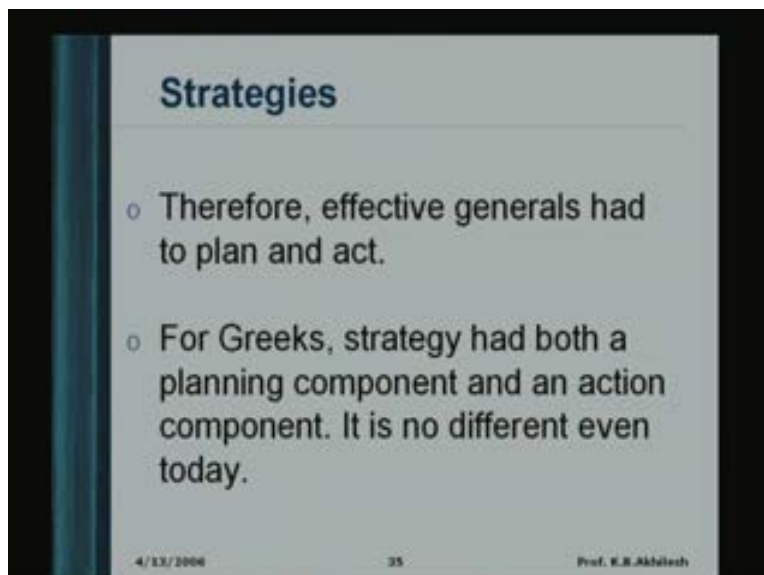 Strategies
o Therefore, effective generals had
to plan and act.
o For Greeks, strategy had both a
planning component and an action
component. It is no different even
today.
4/13/2006 35 Prof. K.B.Akhilesh